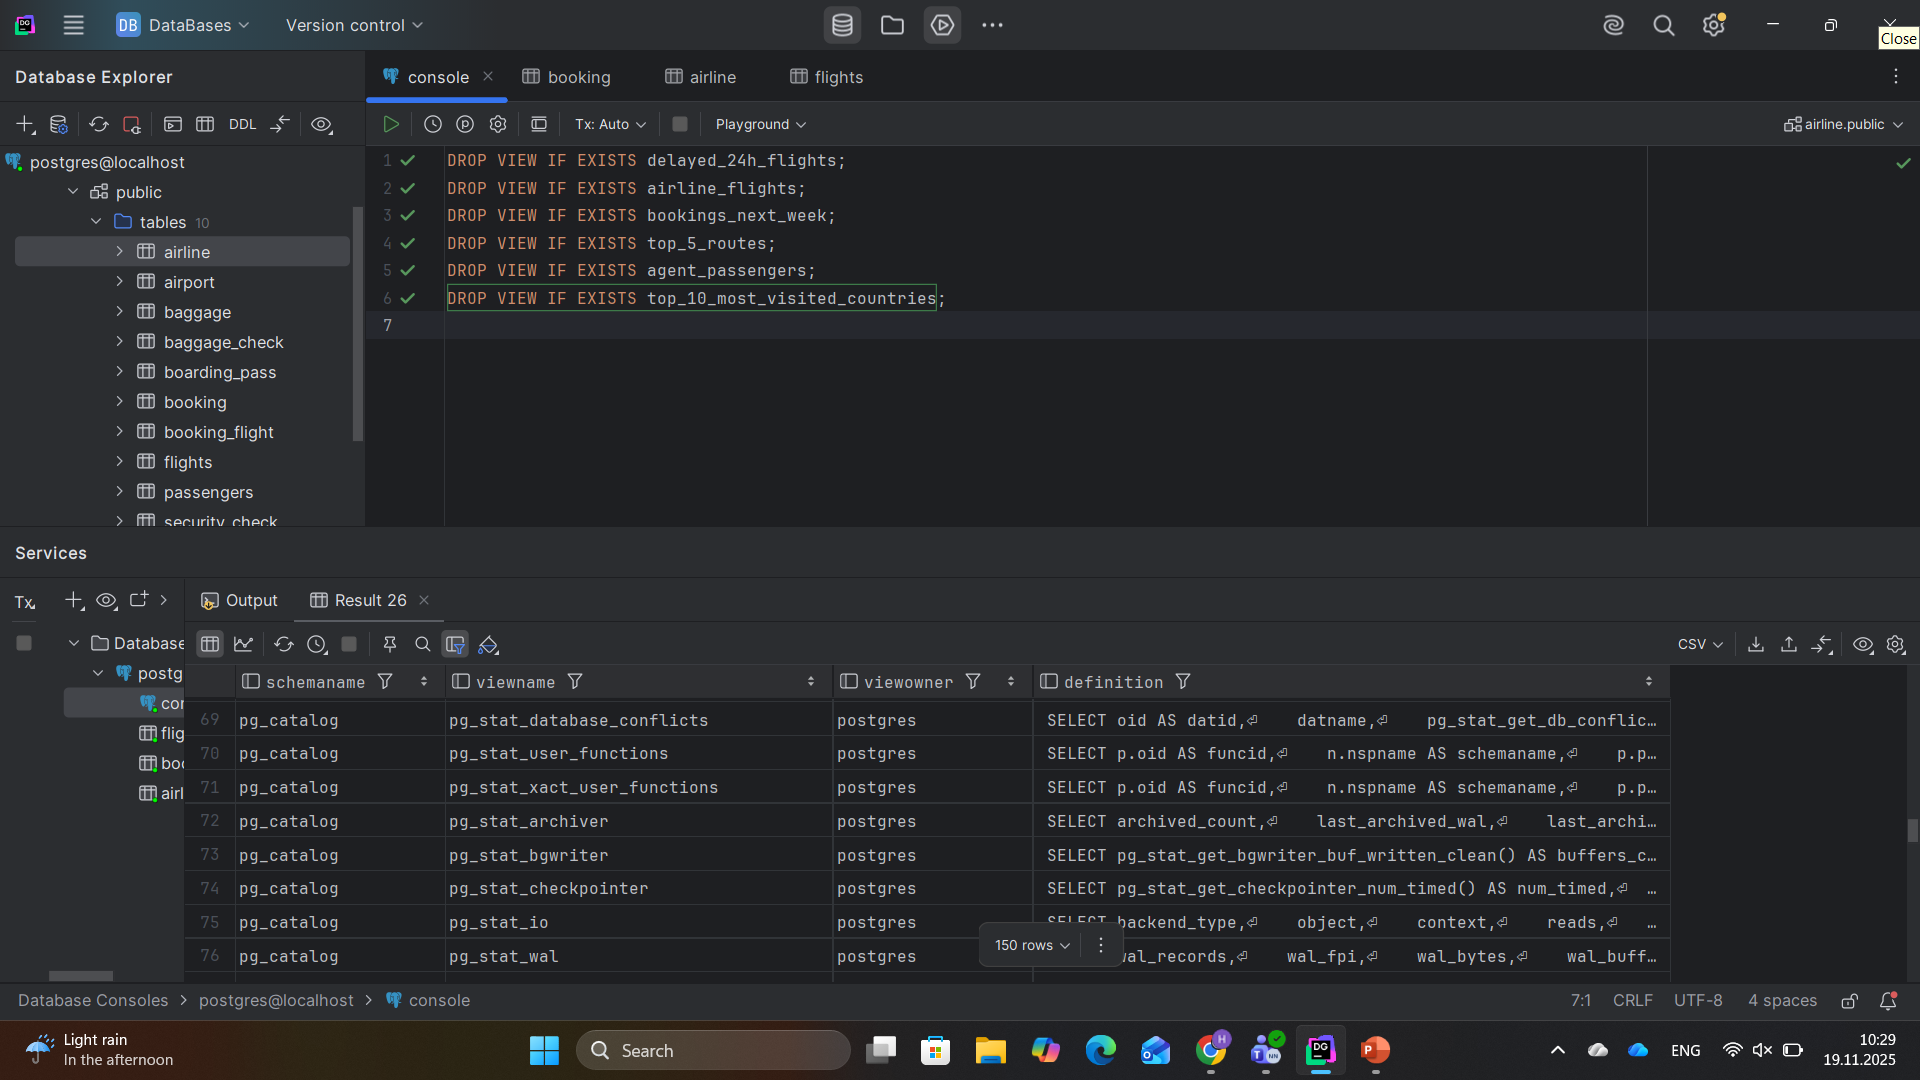 DB DataBases
Version control
Close
Database Explorer
console
booking
airline
flights
DDL
Tx: Auto
Playground
airline.public
postgres@localhost
public
tables 10
airline
airport
baggage
baggage_check
boarding_pass
booking
booking_flight
flights
passengers
security_check
1 DROP VIEW IF EXISTS delayed_24h_flights;
2 DROP VIEW IF EXISTS airline_flights;
3 DROP VIEW IF EXISTS bookings_next_week;
4 DROP VIEW IF EXISTS top_5_routes;
5 DROP VIEW IF EXISTS agent_passengers;
6 DROP VIEW IF EXISTS top_10_most_visited_countries;
7
Services
Tx
Output
Result 26
Database
postg
con
flig
boo
airl
CSV
schemaname viewname viewowner definition
69 pg_catalog pg_stat_database_conflicts postgres SELECT oid AS datid,⏎ datname,⏎ pg_stat_get_db_conflic…
70 pg_catalog pg_stat_user_functions postgres SELECT p.oid AS funcid,⏎ n.nspname AS schemaname,⏎ p.p…
71 pg_catalog pg_stat_xact_user_functions postgres SELECT p.oid AS funcid,⏎ n.nspname AS schemaname,⏎ p.p…
72 pg_catalog pg_stat_archiver postgres SELECT archived_count,⏎ last_archived_wal,⏎ last_archi…
73 pg_catalog pg_stat_bgwriter postgres SELECT pg_stat_get_bgwriter_buf_written_clean() AS buffers_c…
74 pg_catalog pg_stat_checkpointer postgres SELECT pg_stat_get_checkpointer_num_timed() AS num_timed,⏎ …
75 pg_catalog pg_stat_io postgres SELECT backend_type,⏎ object,⏎ context,⏎ reads,⏎ …
76 pg_catalog pg_stat_wal postgres wal_records,⏎ wal_fpi,⏎ wal_bytes,⏎ wal_buff…
150 rows
Database Consoles > postgres@localhost > console
7:1 CRLF UTF-8 4 spaces
Light rain
In the afternoon
Search
ENG
10:29
19.11.2025